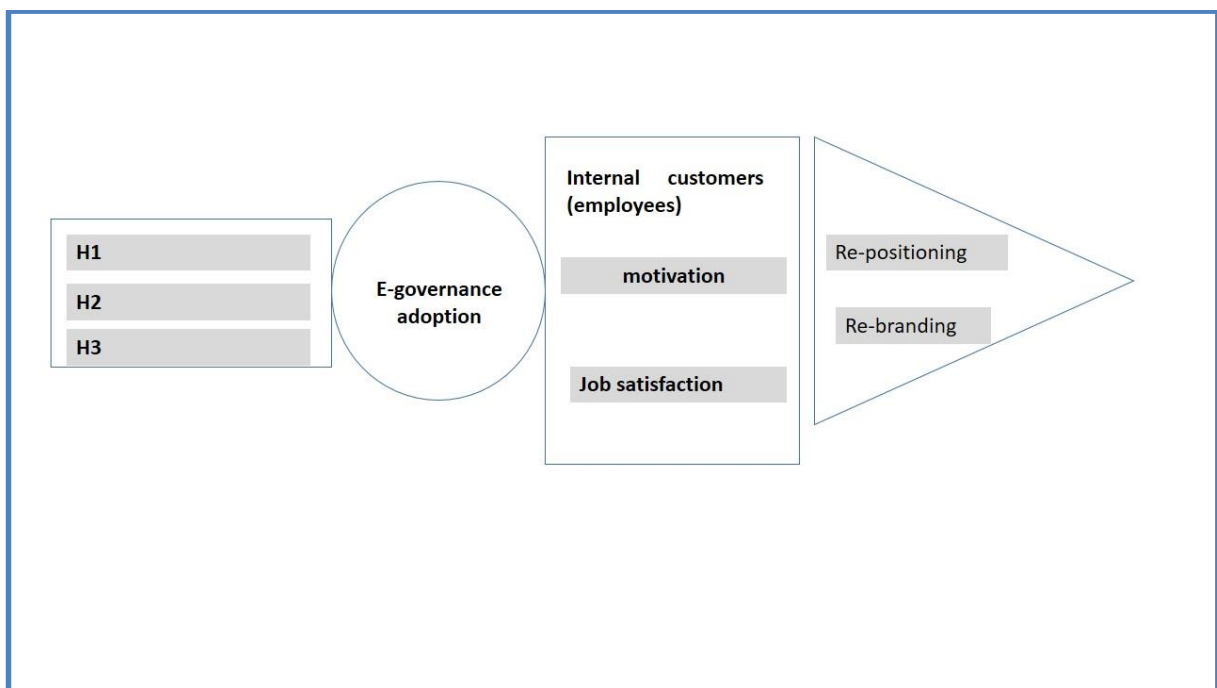 H1
H2
H3
E-governance
adoption
Internal customers
(employees)
motivation
Job satisfaction
Re-positioning
Re-branding